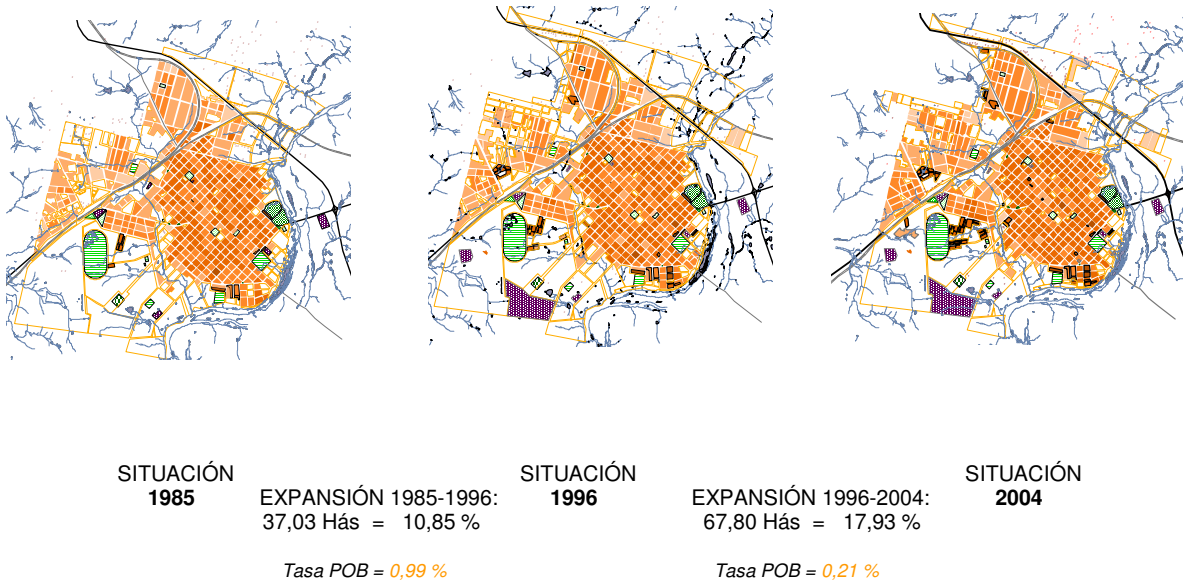 SITUACIÓN
1985
EXPANSIÓN 1985-1996:
37,03 Hás = 10,85 %
Tasa POB = 0,99 %
SITUACIÓN
1996
EXPANSIÓN 1996-2004:
67,80 Hás = 17,93 %
Tasa POB = 0,21 %
SITUACIÓN
2004